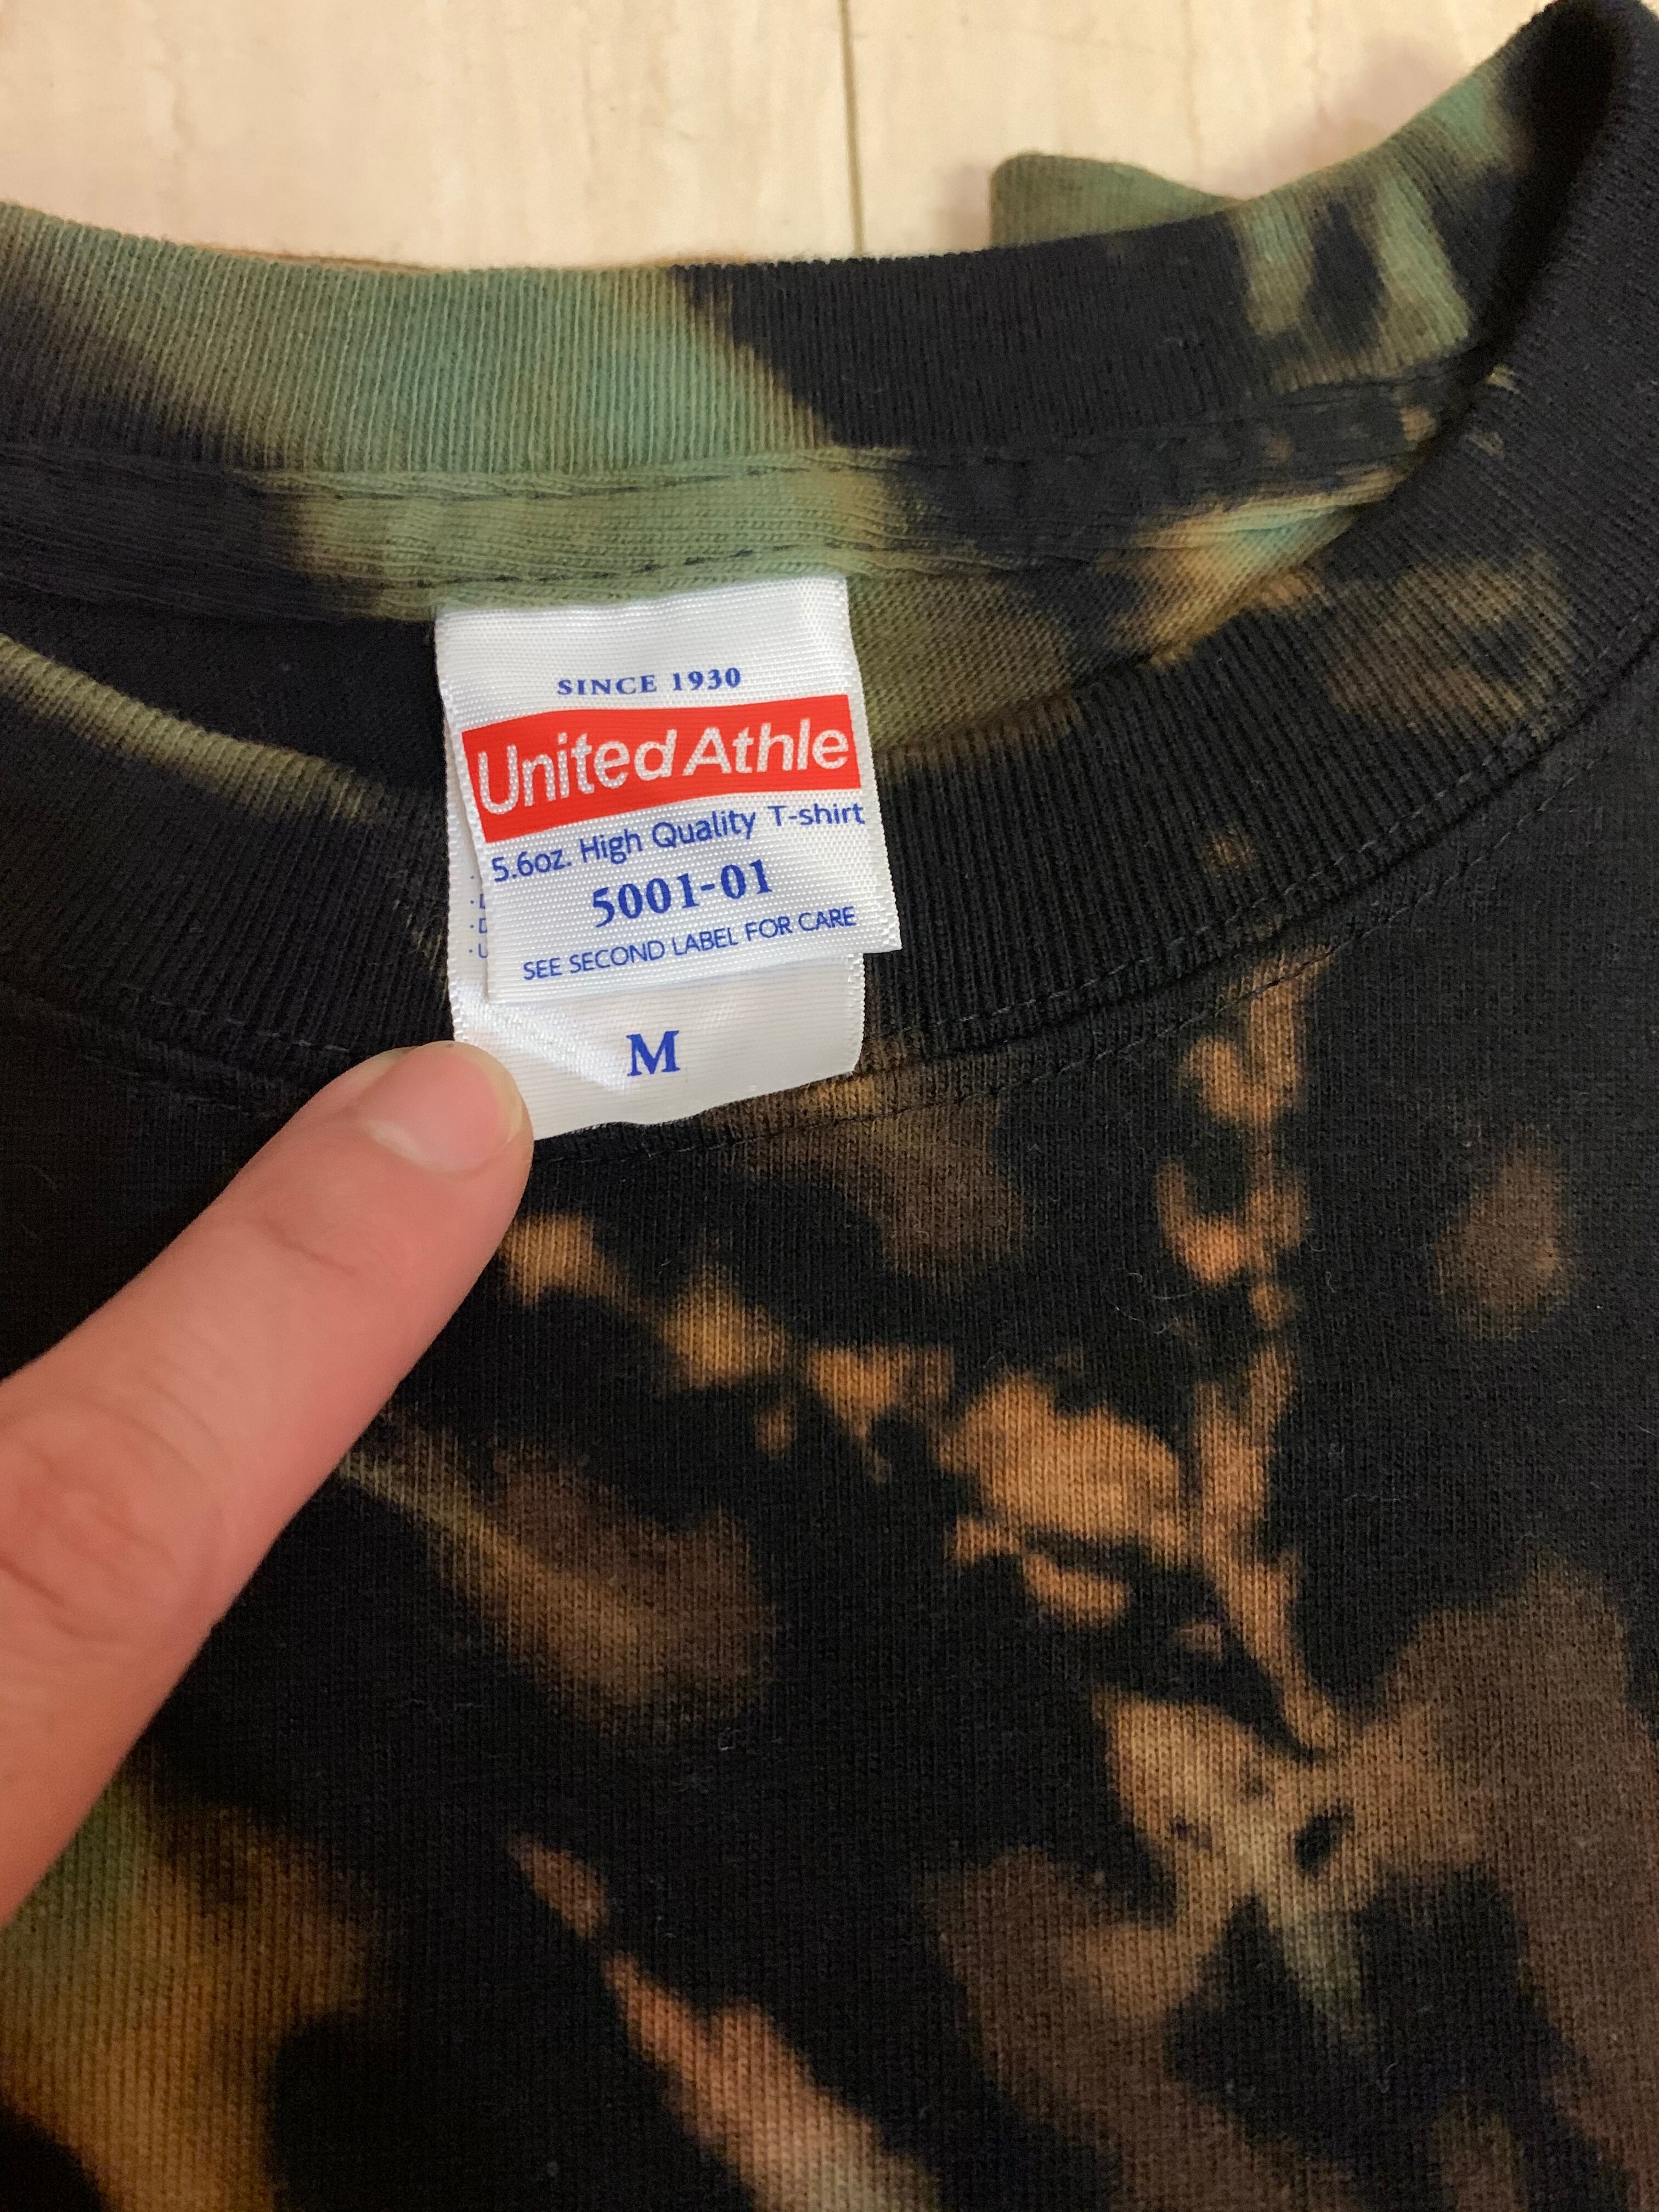 SINCE 1930
United Athle
5.6oz. High Quality T-shirt
5001-01
SEE SECOND LABEL FOR CARE
M